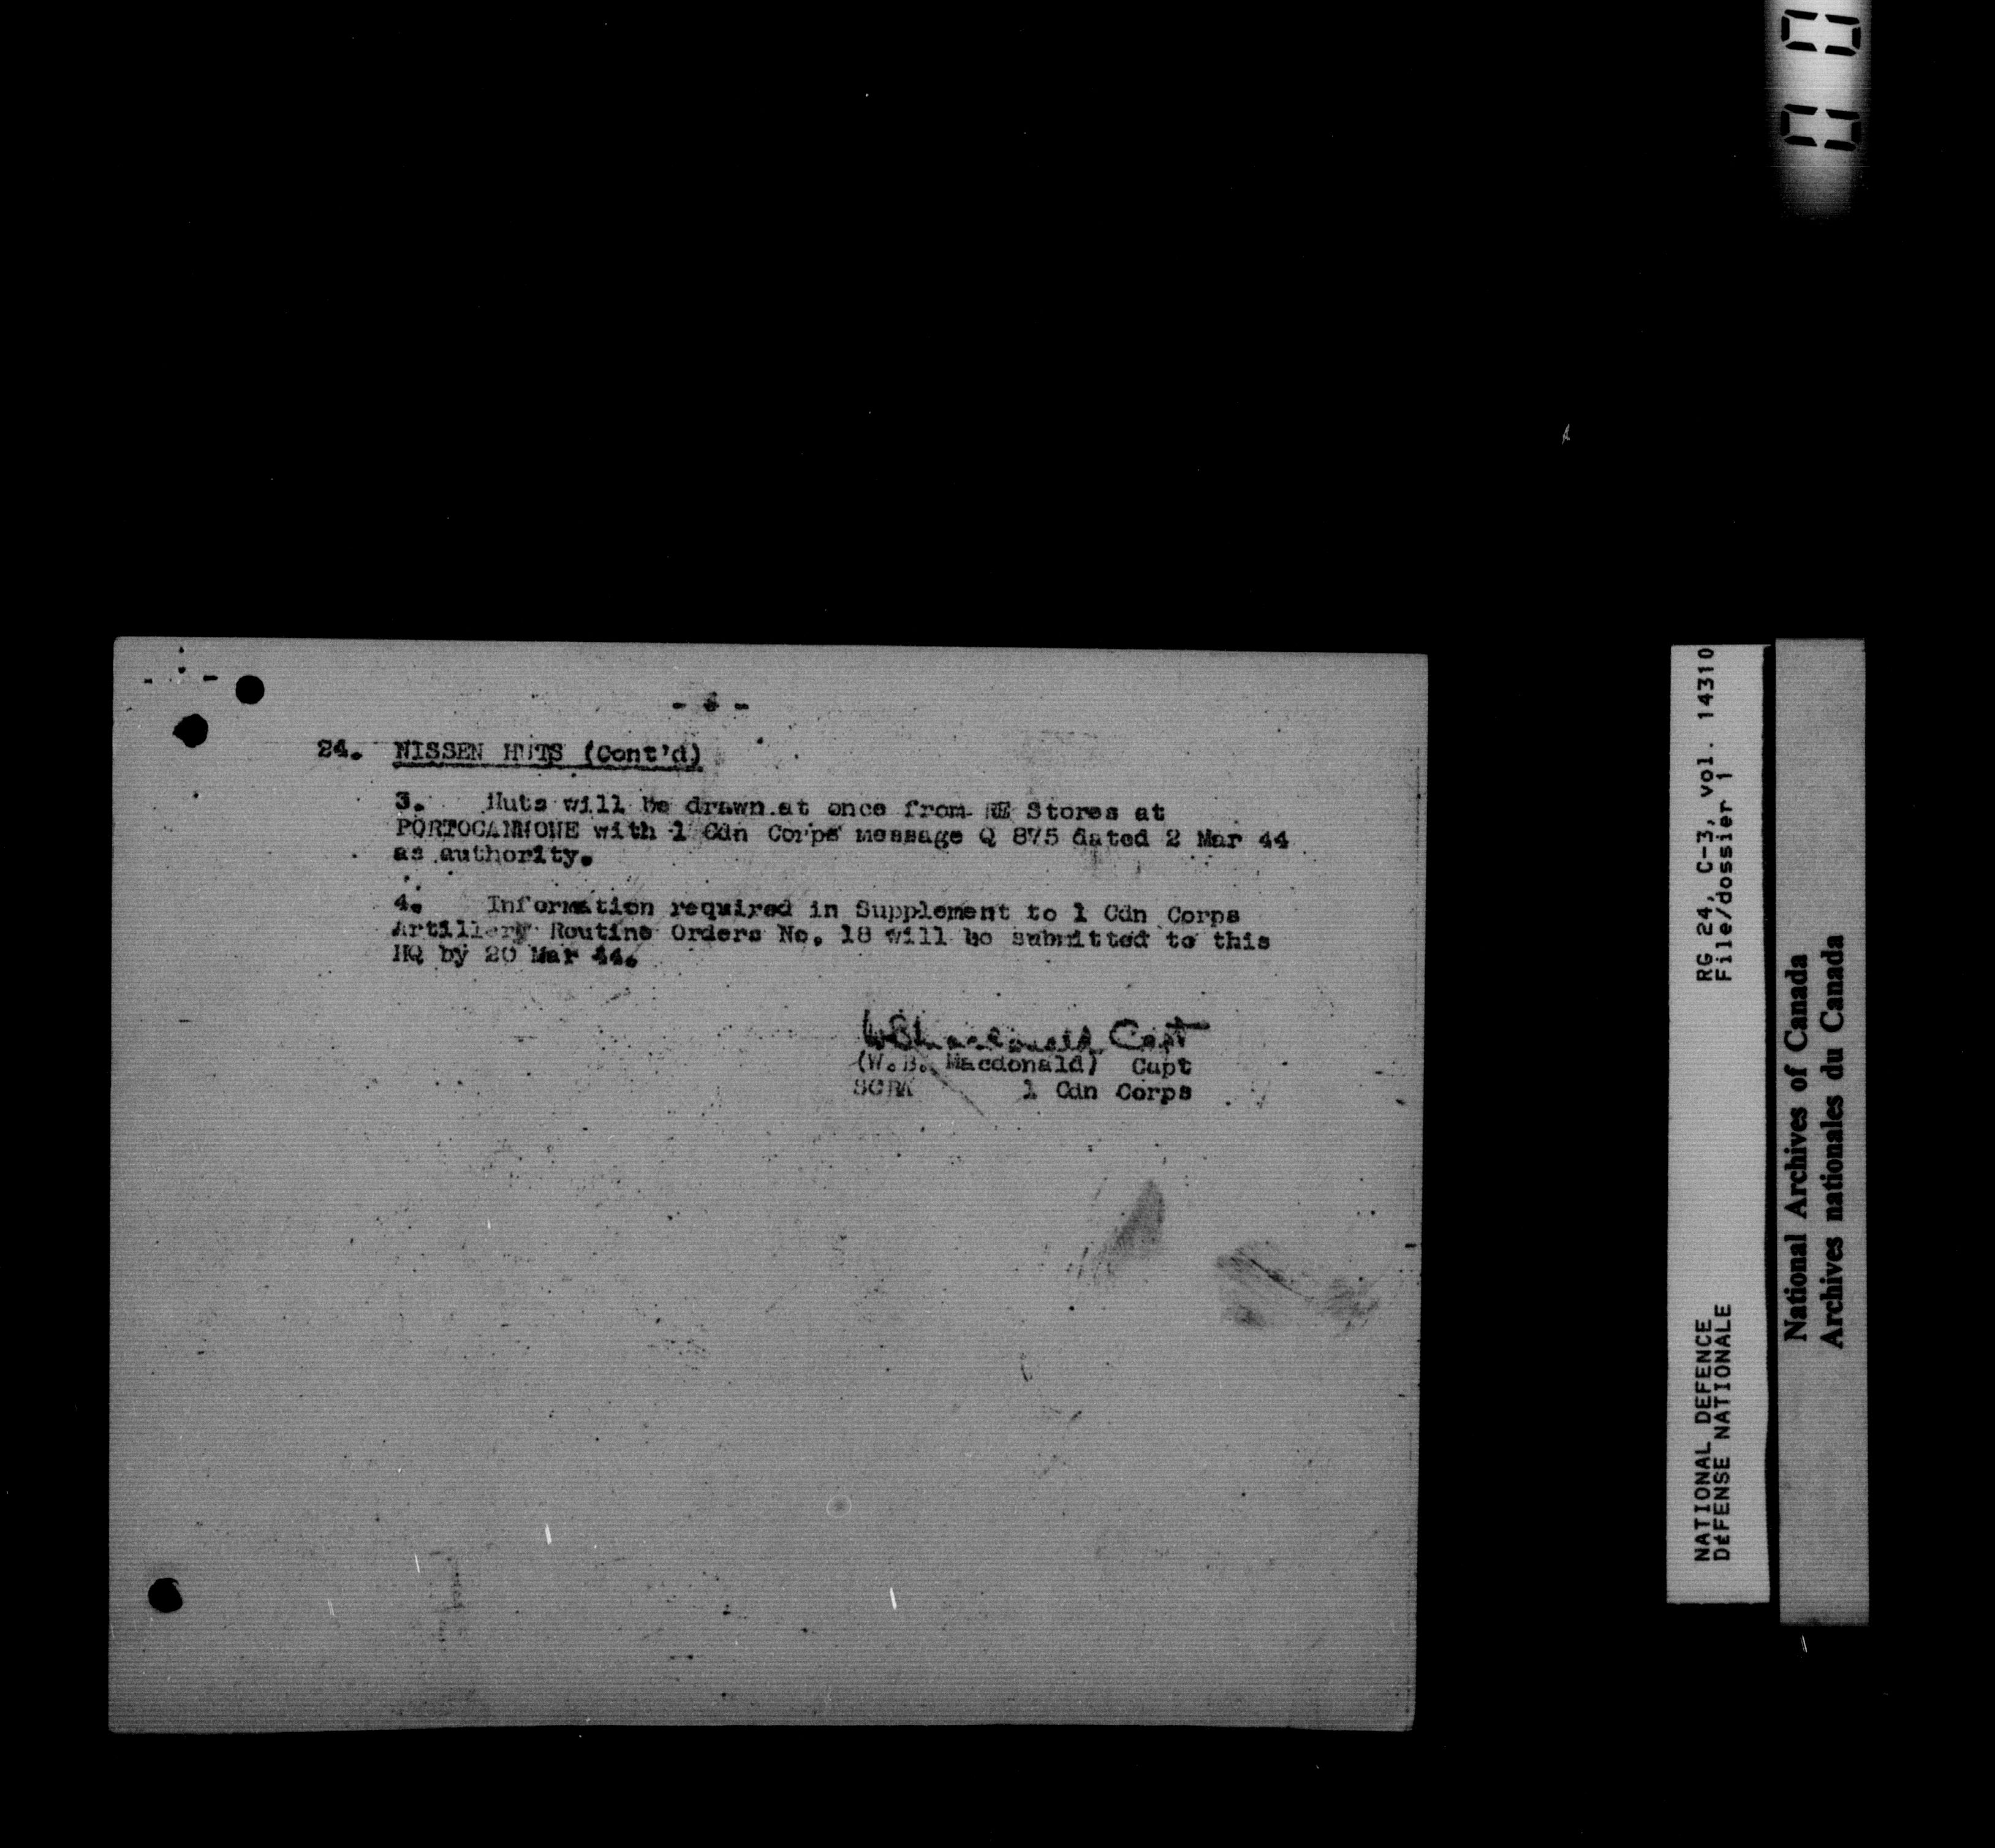 24. NISSEN HUTS (Cont'd)
3. Huts will be drawn at once from RE Stores at
PORTOCANNONE with 1 Cdn Corps message Q 875 dated 2 Mar 44
as authority.
4. Information required in Supplement to 1 Cdn Corps
Artillery Routine Orders No. 18 will be submitted to this
HQ by 20 Mar 44.
WBMacdonald Capt
(W.B. Macdonald) Capt
SCRA 1 Cdn Corps
RG 24, C-3, vol. 14310
File/dossier 1
NATIONAL DEFENCE
DéFENSE NATIONALE
National Archives of Canada
Archives nationales du Canada